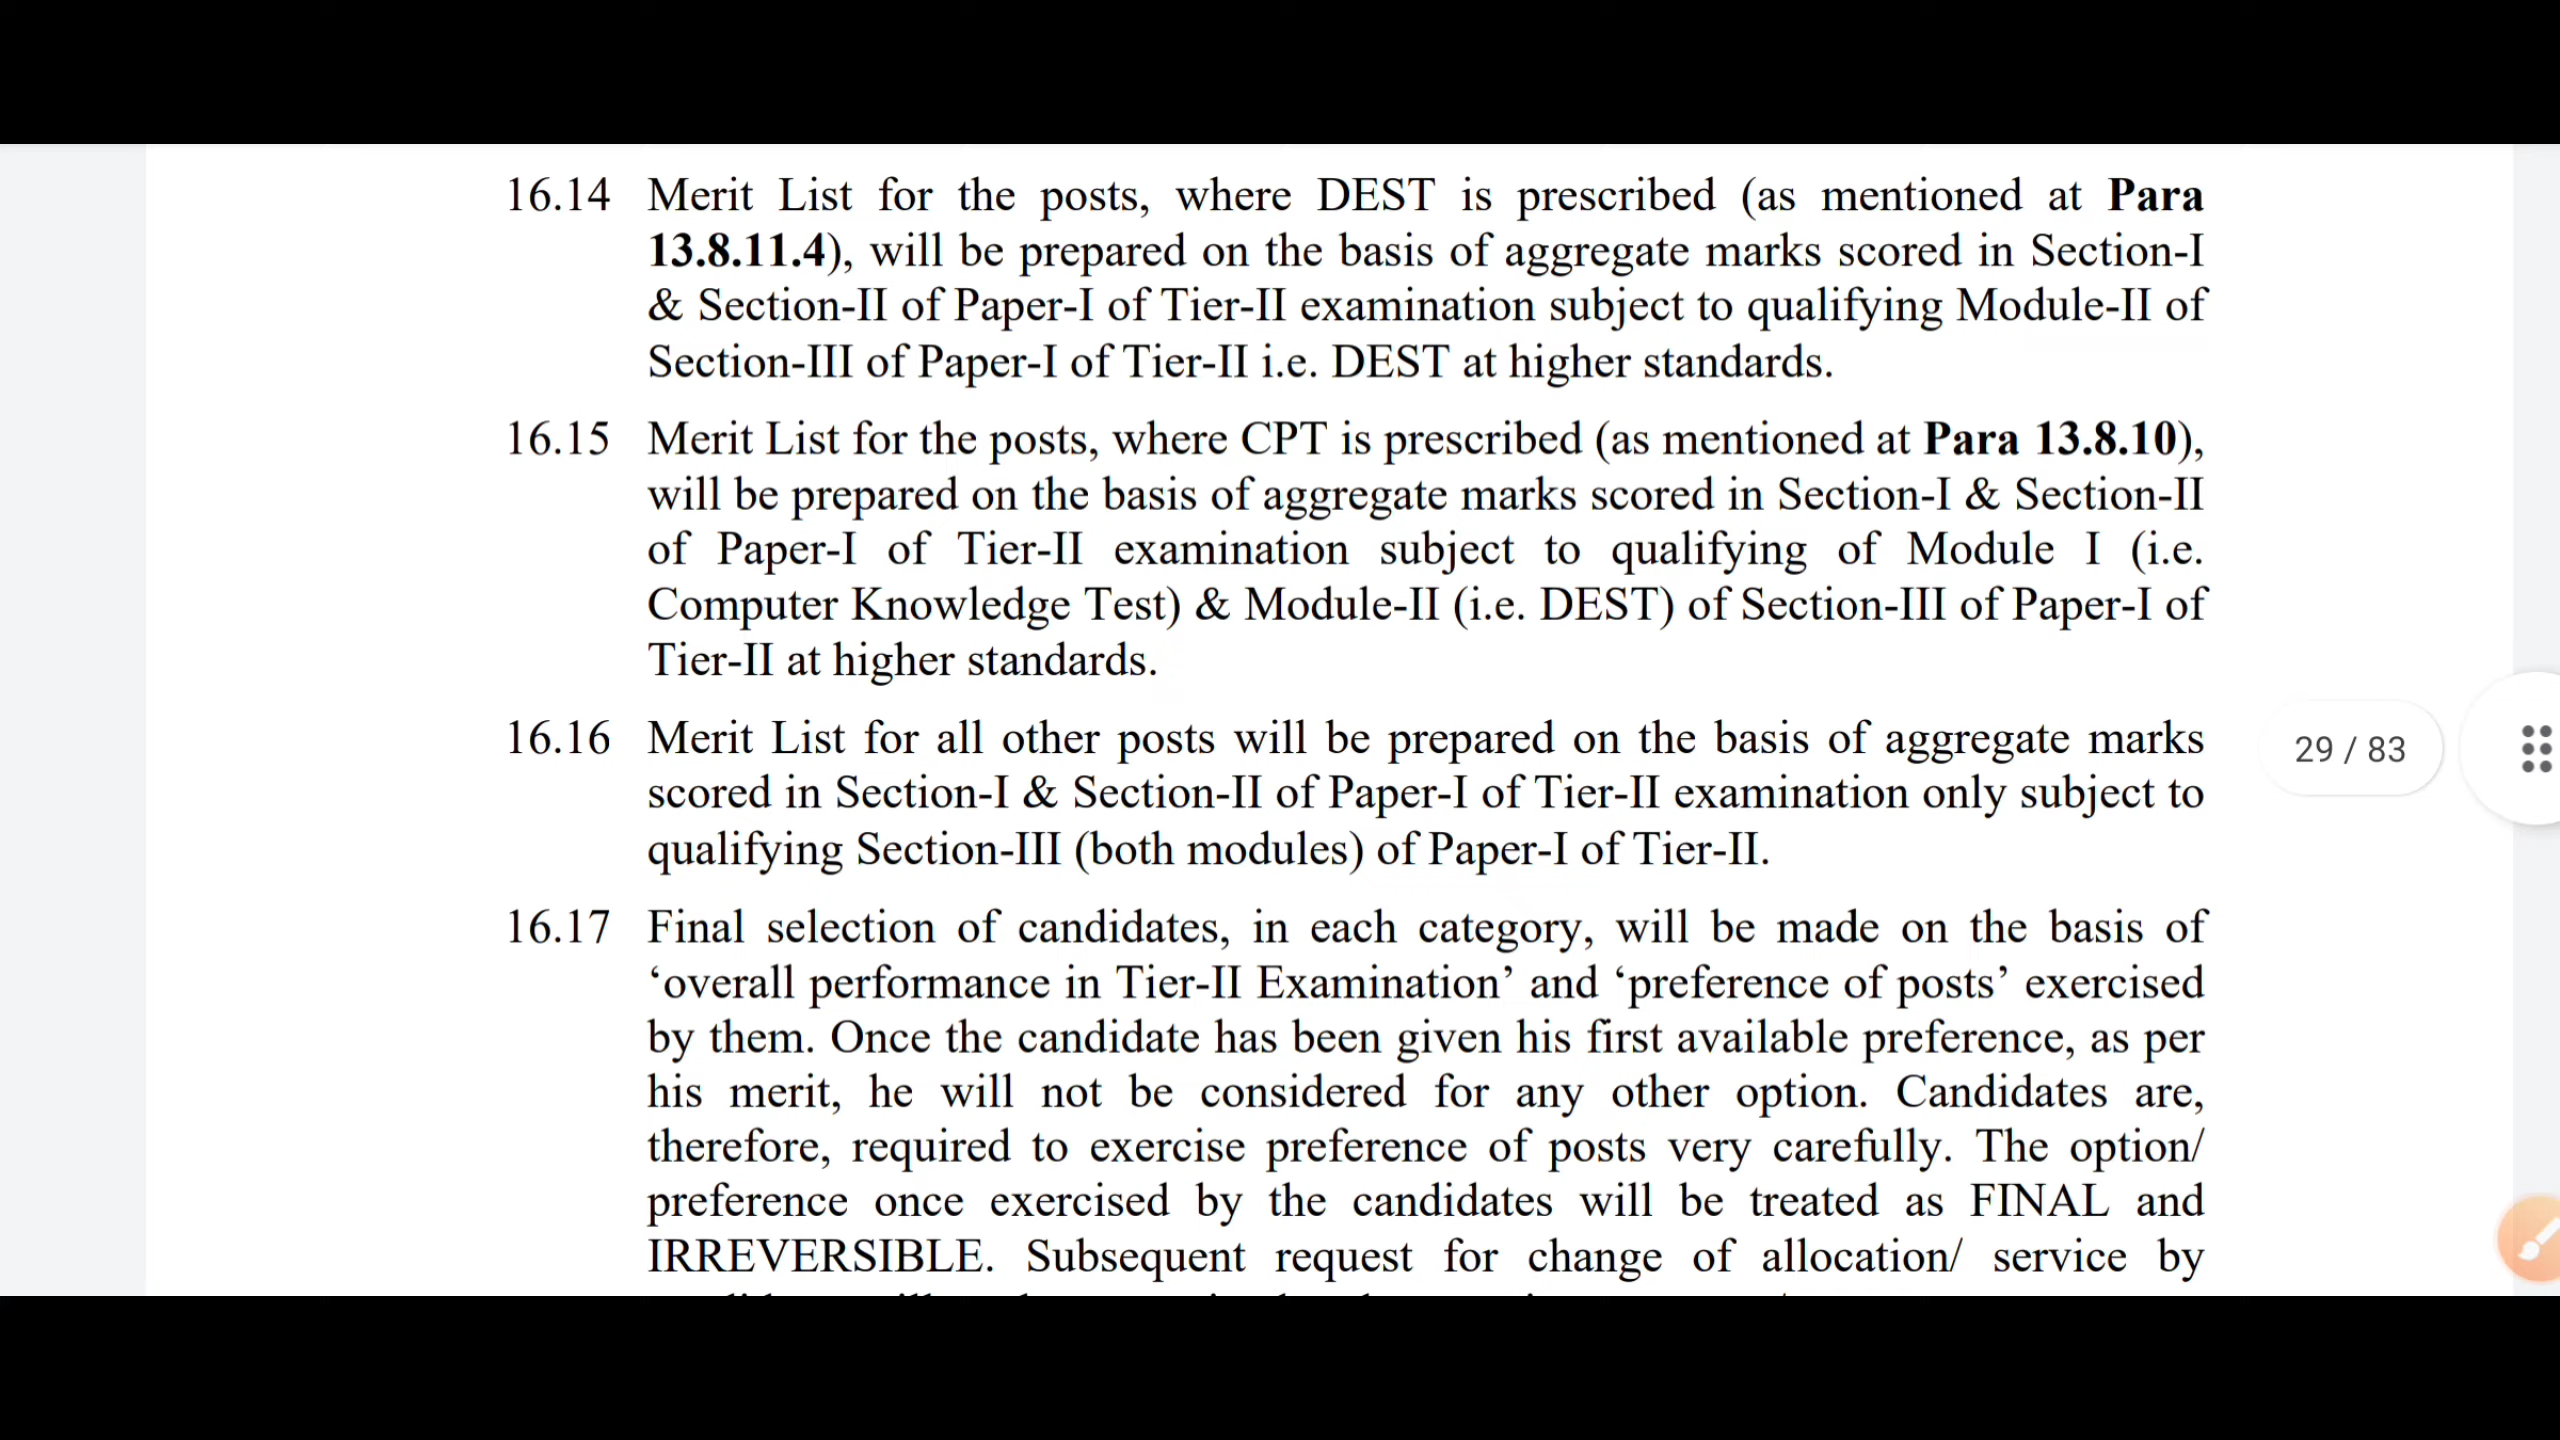 16.14 Merit List for the posts, where DEST is prescribed (as mentioned at Para
13.8.11.4), will be prepared on the basis of aggregate marks scored in Section-I
& Section-II of Paper-I of Tier-II examination subject to qualifying Module-II of
Section-III of Paper-I of Tier-II i.e. DEST at higher standards.
16.15 Merit List for the posts, where CPT is prescribed (as mentioned at Para 13.8.10),
will be prepared on the basis of aggregate marks scored in Section-I & Section-II
of Paper-I of Tier-II examination subject to qualifying of Module I (i.e.
Computer Knowledge Test) & Module-II (i.e. DEST) of Section-III of Paper-I of
Tier-II at higher standards.
16.16 Merit List for all other posts will be prepared on the basis of aggregate marks
scored in Section-I & Section-II of Paper-I of Tier-II examination only subject to
qualifying Section-III (both modules) of Paper-I of Tier-II.
29 / 83
16.17 Final selection of candidates, in each category, will be made on the basis of
‘overall performance in Tier-II Examination’ and ‘preference of posts’ exercised
by them. Once the candidate has been given his first available preference, as per
his merit, he will not be considered for any other option. Candidates are,
therefore, required to exercise preference of posts very carefully. The option/
preference once exercised by the candidates will be treated as FINAL and
IRREVERSIBLE. Subsequent request for change of allocation/ service by